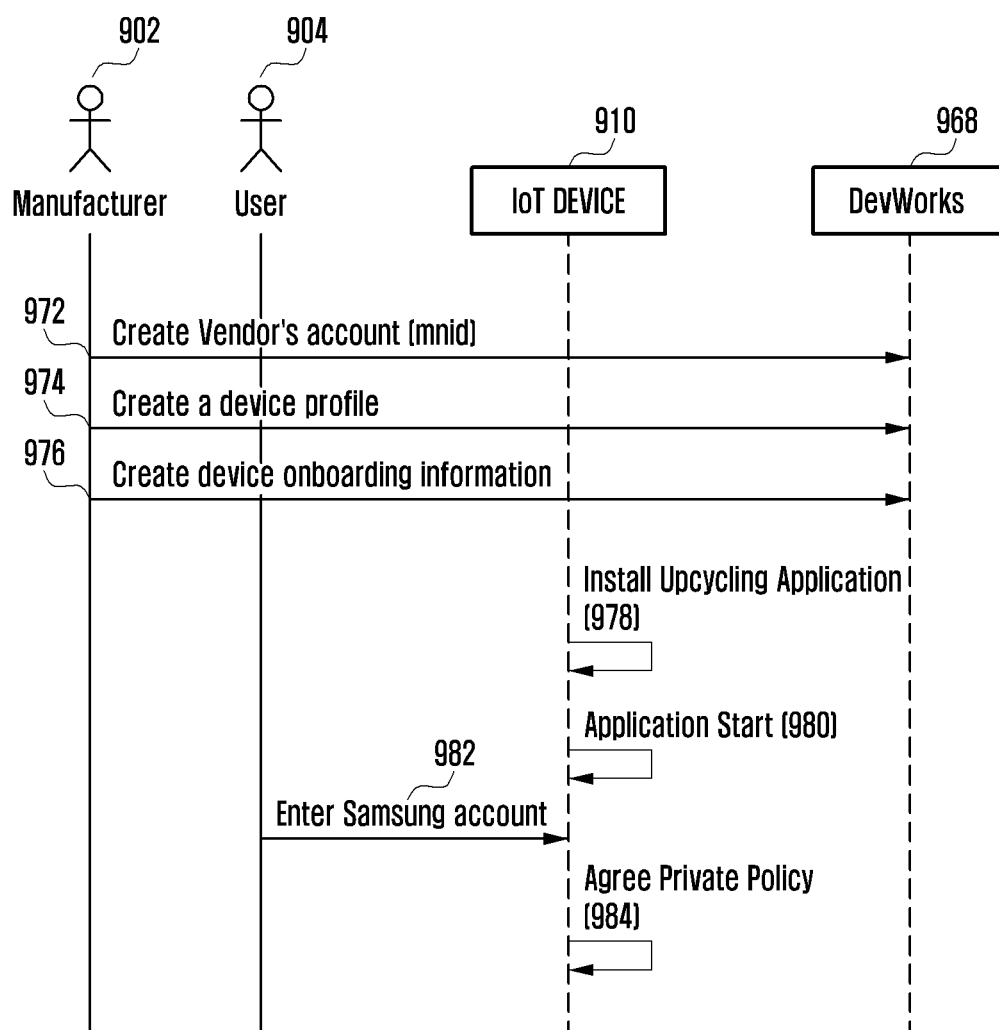 902
904
910
968
Manufacturer
User
IoT DEVICE
DevWorks
972
Create Vendor's account (mnid)
974
Create a device profile
976
Create device onboarding information
Install Upcycling Application
(978)
Application Start (980)
982
Enter Samsung account
Agree Private Policy
(984)